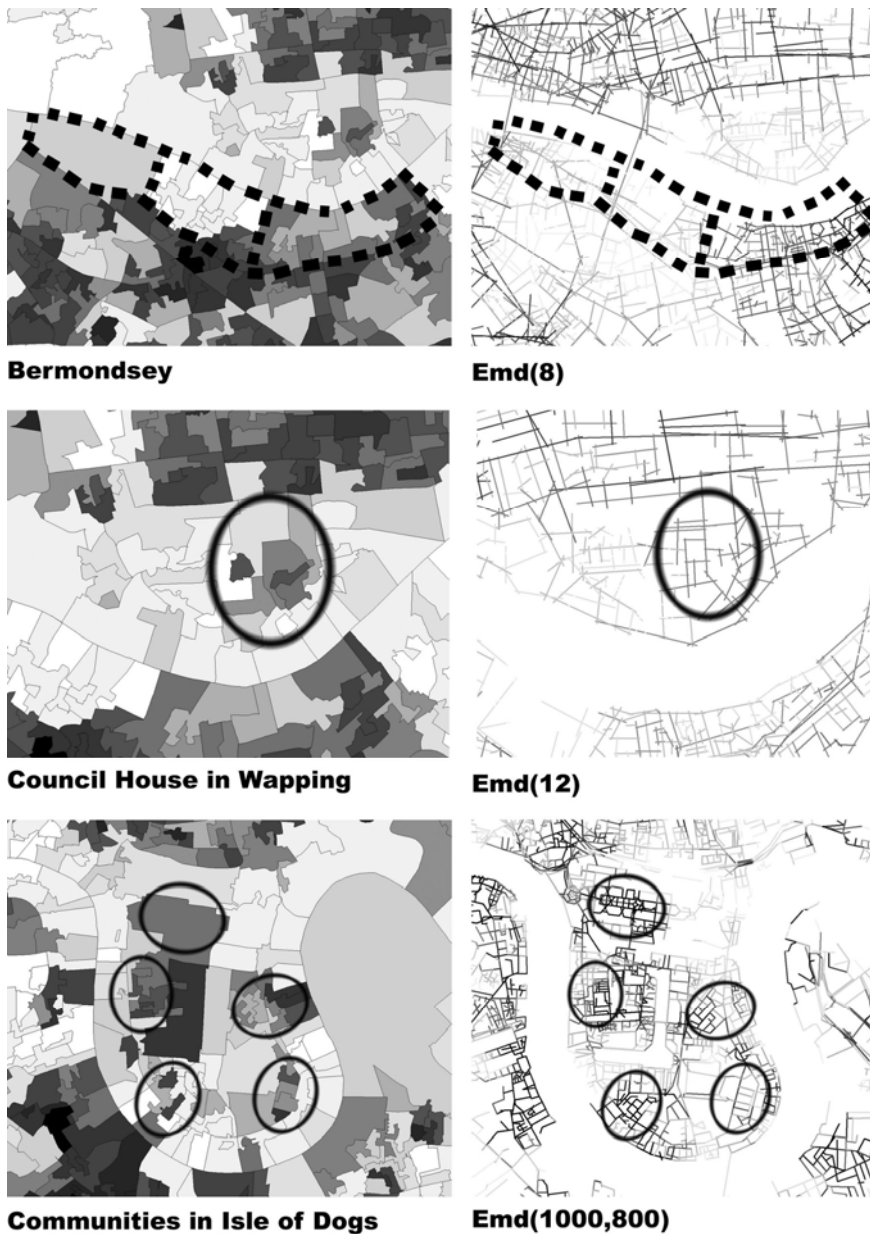 Bermondsey
Emd(8)
Council House in Wapping
Emd(12)
Communities in Isle of Dogs
Emd(1000,800)